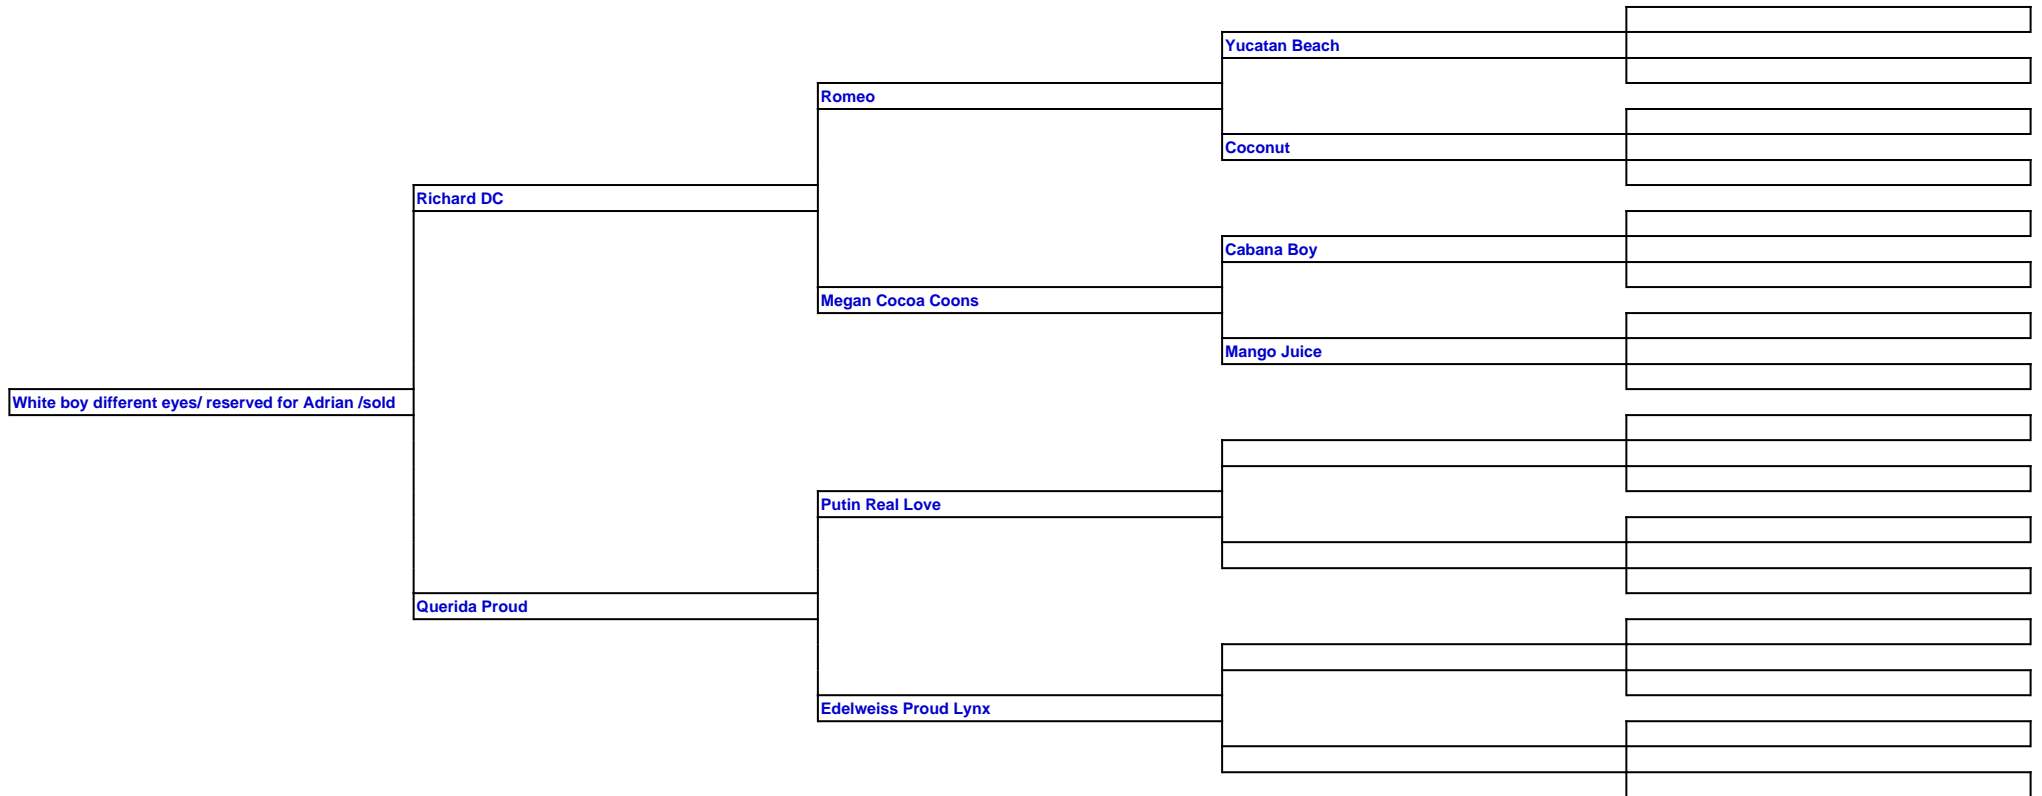 Yucatan Beach
Romeo
Coconut
Richard DC
Cabana Boy
Megan Cocoa Coons
Mango Juice
White boy different eyes/ reserved for Adrian /sold
Putin Real Love
Querida Proud
Edelweiss Proud Lynx